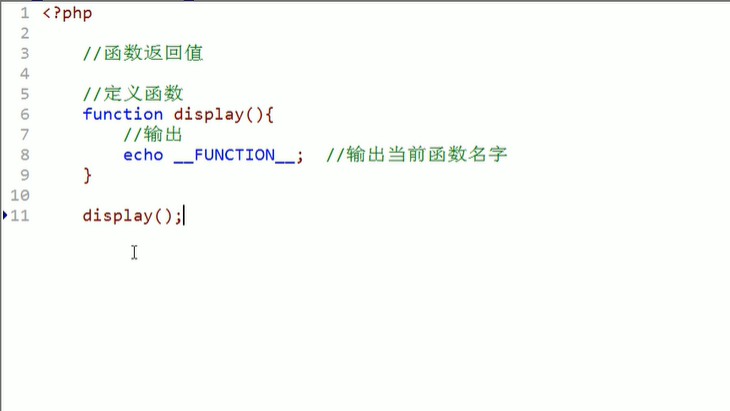 1 <?php
2
3 //函数返回值
4
5 //定义函数
6 function display(){
7 //输出
8 echo __FUNCTION__; //输出当前函数名字
9 }
10
11 display();